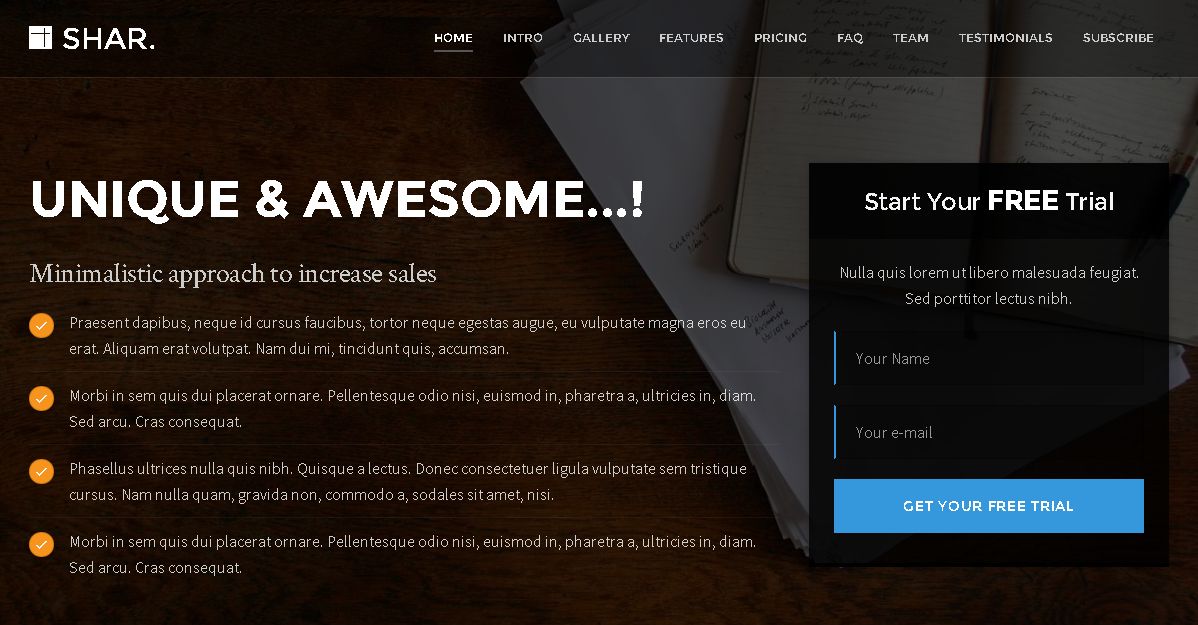 SHAR.
HOME INTRO GALLERY FEATURES PRICING FAQ TEAM TESTIMONIALS SUBSCRIBE
UNIQUE & AWESOME...!
Minimalistic approach to increase sales
Praesent dapibus, neque id cursus faucibus, tortor neque egestas augue, eu vulputate magna eros eu
erat. Aliquam erat volutpat. Nam dui mi, tincidunt quis, accumsan.
Morbi in sem quis dui placerat ornare. Pellentesque odio nisi, euismod in, pharetra a, ultricies in, diam.
Sed arcu. Cras consequat.
Phasellus ultrices nulla quis nibh. Quisque a lectus. Donec consectetuer ligula vulputate sem tristique
cursus. Nam nulla quam, gravida non, commodo a, sodales sit amet, nisi.
Morbi in sem quis dui placerat ornare. Pellentesque odio nisi, euismod in, pharetra a, ultricies in, diam.
Sed arcu. Cras consequat.
Start Your FREE Trial
Nulla quis lorem ut libero malesuada feugiat.
Sed porttitor lectus nibh.
Your Name
Your e-mail
GET YOUR FREE TRIAL